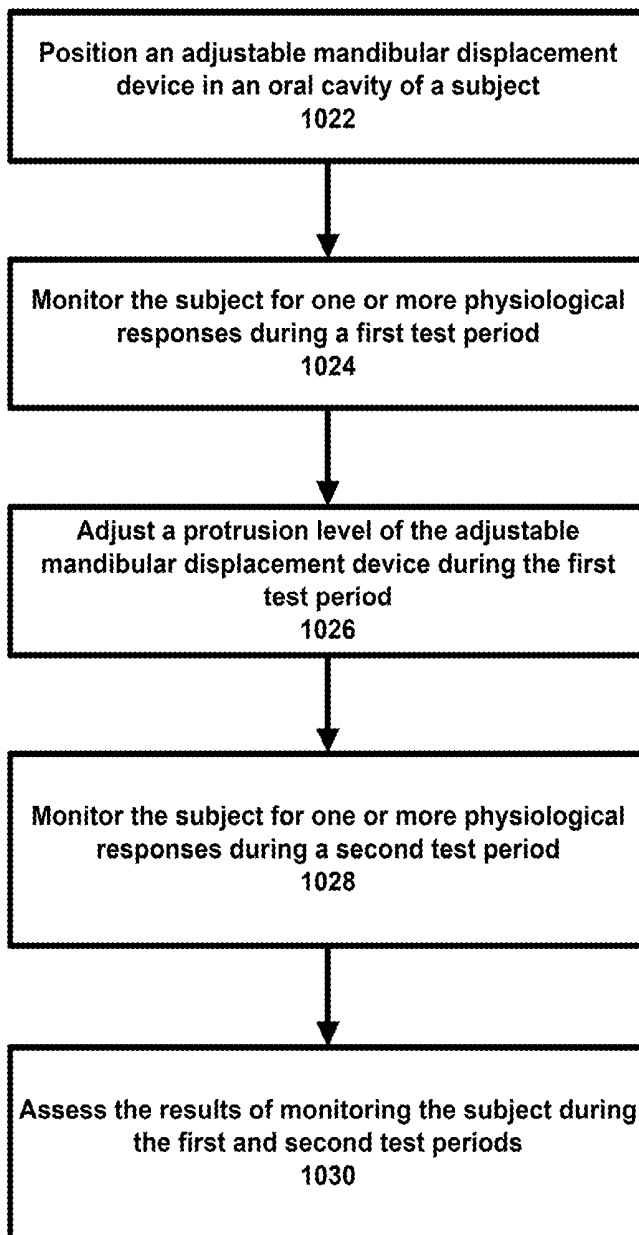 Position an adjustable mandibular displacement
device in an oral cavity of a subject
1022
Monitor the subject for one or more physiological
responses during a first test period
1024
Adjust a protrusion level of the adjustable
mandibular displacement device during the first
test period
1026
Monitor the subject for one or more physiological
responses during a second test period
1028
Assess the results of monitoring the subject during
the first and second test periods
1030